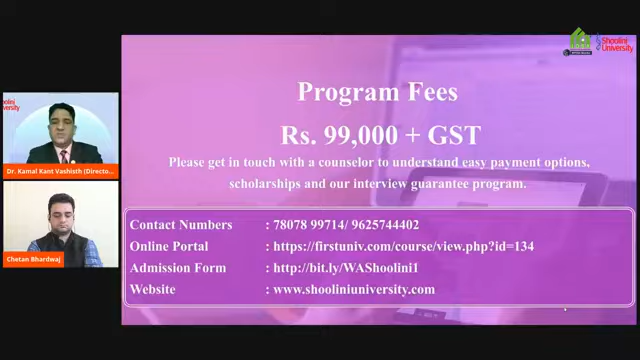 Shoolini
University
Program Fees
Rs. 99,000 + GST
Please get in touch with a counselor to understand easy payment options,
scholarships and our interview guarantee program.
Contact Numbers : 78078 99714/ 9625744402
Online Portal : https://firstuniv.com/course/view.php?id=134
Admission Form : http://bit.ly/WAShoolini1
Website : www.shooliniuniversity.com
Dr. Kamal Kant Vashisth (Directo...
Chetan Bhardwaj